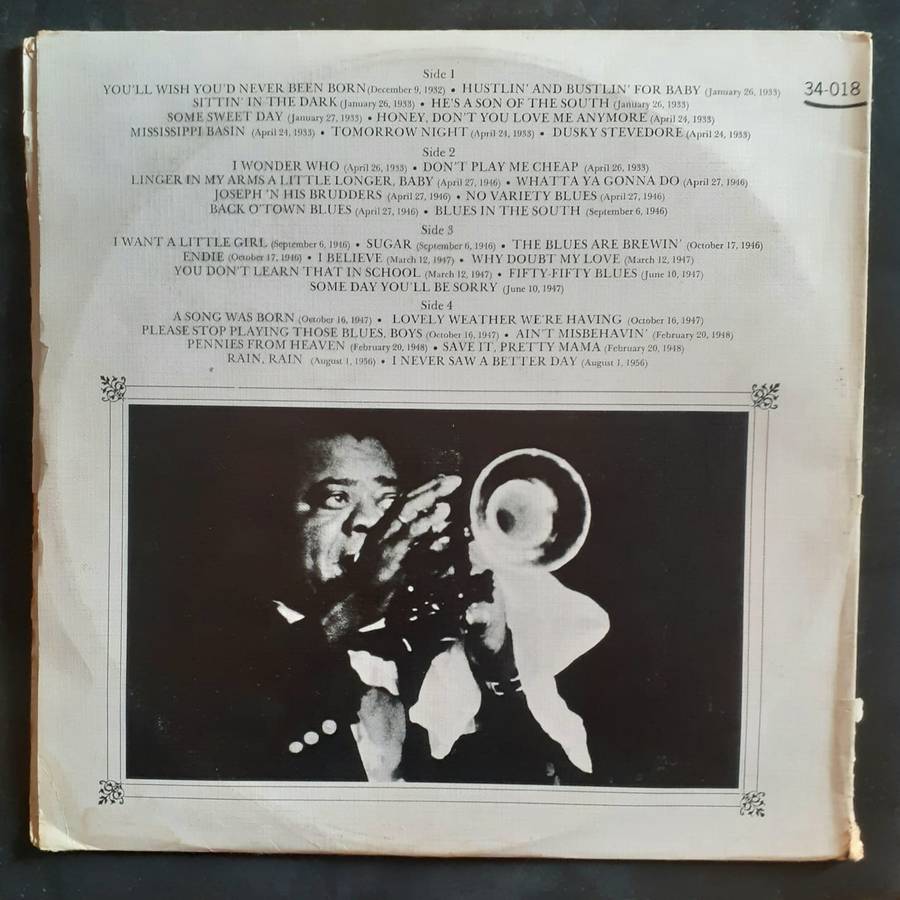 Side 1
YOU'LL WISH YOU'D NEVER BEEN BORN (December 9, 1932) • HUSTLIN' AND BUSTLIN' FOR BABY (January 26, 1933)
34-018
SITTIN' IN THE DARK (January 26, 1933) • HE'S A SON OF THE SOUTH (January 26, 1933)
SOME SWEET DAY (January 27, 1933) • HONEY, DON'T YOU LOVE ME ANYMORE (April 24, 1933)
MISSISSIPPI BASIN (April 24, 1933) • TOMORROW NIGHT (April 24, 1933) • DUSKY STEVEDORE (April 24, 1933)
Side 2
I WONDER WHO (April 26, 1933) • DON'T PLAY ME CHEAP (April 26, 1933)
LINGER IN MY ARMS A LITTLE LONGER, BABY (April 27, 1946) • WHATTA YA GONNA DO (April 27, 1946)
JOSEPH 'N HIS BRUDDERS (April 27, 1946) • NO VARIETY BLUES (April 27, 1946)
BACK O'TOWN BLUES (April 27, 1946) • BLUES IN THE SOUTH (September 6, 1946)
Side 3
I WANT A LITTLE GIRL (September 6, 1946) • SUGAR (September 6, 1946) • THE BLUES ARE BREWIN' (October 17, 1946)
ENDIE (October 17, 1946) • I BELIEVE (March 12, 1947) • WHY DOUBT MY LOVE (March 12, 1947)
YOU DON'T LEARN THAT IN SCHOOL (March 12, 1947) • FIFTY-FIFTY BLUES (June 10, 1947)
SOME DAY YOU'LL BE SORRY (June 10, 1947)
Side 4
A SONG WAS BORN (October 16, 1947) • LOVELY WEATHER WE'RE HAVING (October 16, 1947)
PLEASE STOP PLAYING THOSE BLUES, BOYS (October 16, 1947) • AIN'T MISBEHAVIN' (February 20, 1948)
PENNIES FROM HEAVEN (February 20, 1948) • SAVE IT, PRETTY MAMA (February 20, 1948)
RAIN, RAIN (August 1, 1956) • I NEVER SAW A BETTER DAY (August 1, 1956)